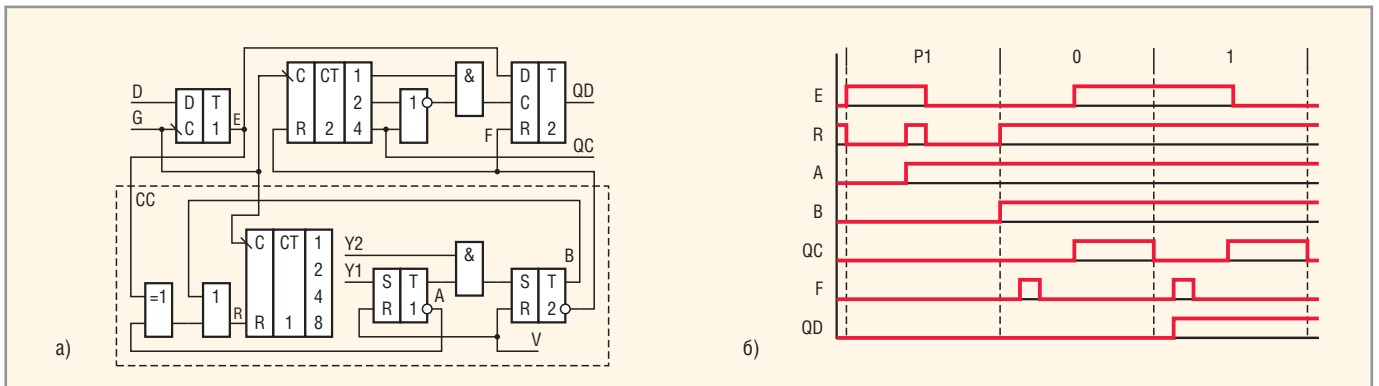 D
G
D T
C 1
E
C CT 1
2
R 2 4
1
&
F
D T
C
R 2
QD
QC
CC
=1
1
R
C CT 1
2
4
R 1 8
Y2
Y1
S T
R 1
A
&
S T
R 2
B
V
а)
P1 0 1
E
R
A
B
QC
F
QD
б)